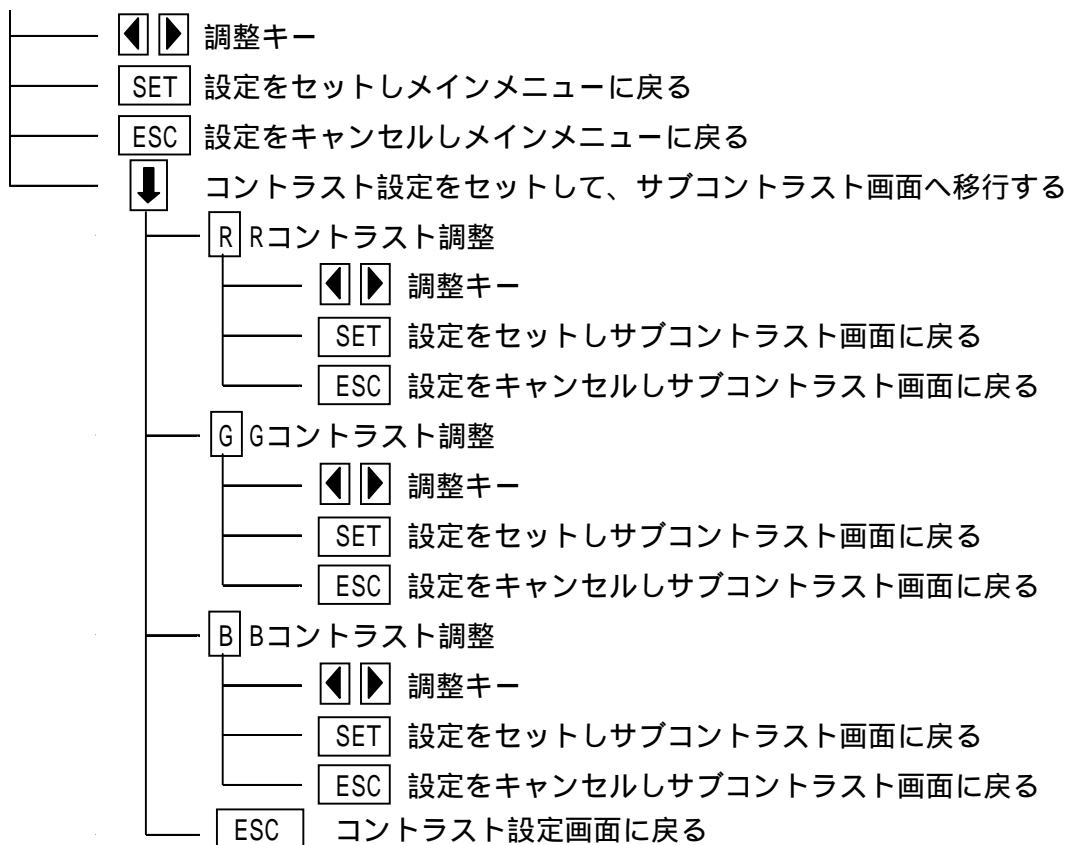 調整キー
SET 設定をセットしメインメニューに戻る
ESC 設定をキャンセルしメインメニューに戻る
コントラスト設定をセットして、サブコントラスト画面へ移行する
R Rコントラスト調整
調整キー
SET 設定をセットしサブコントラスト画面に戻る
ESC 設定をキャンセルしサブコントラスト画面に戻る
G Gコントラスト調整
調整キー
SET 設定をセットしサブコントラスト画面に戻る
ESC 設定をキャンセルしサブコントラスト画面に戻る
B Bコントラスト調整
調整キー
SET 設定をセットしサブコントラスト画面に戻る
ESC 設定をキャンセルしサブコントラスト画面に戻る
ESC コントラスト設定画面に戻る